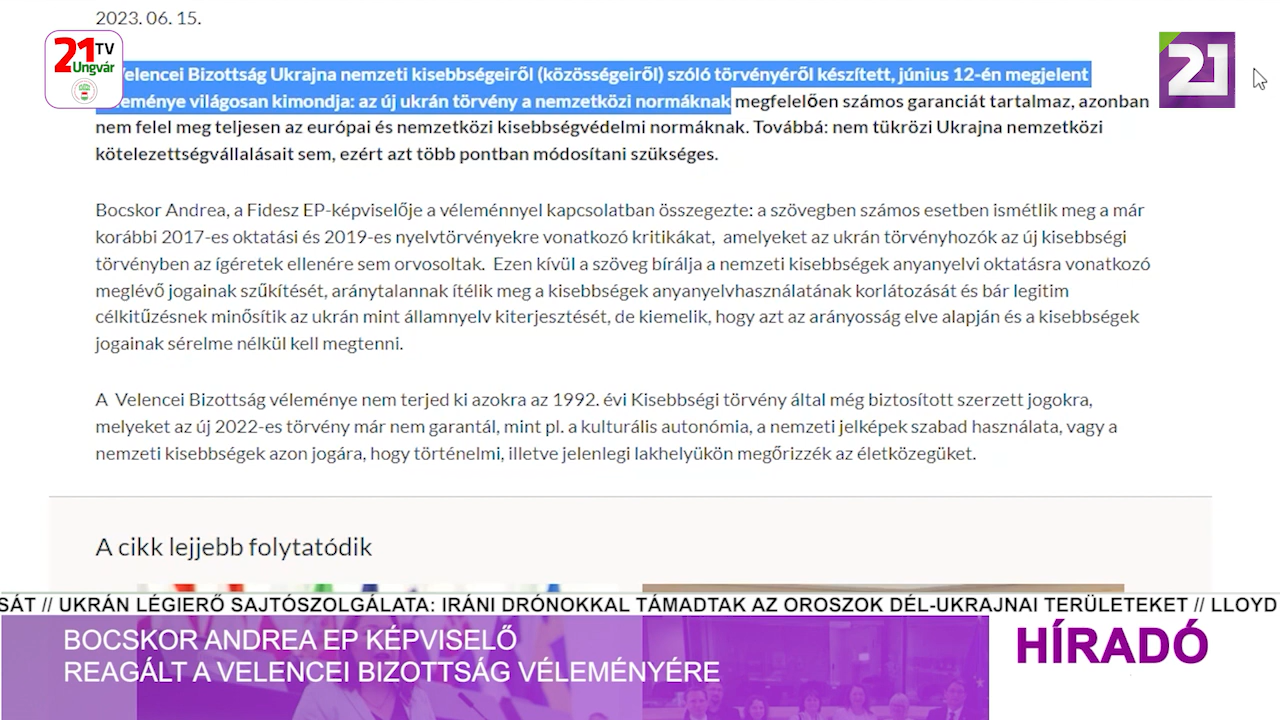 2023. 06. 15.
21 TV
Ungvár
21
Velencei Bizottság Ukrajna nemzeti kisebbségeiről (közösségeiről) szóló törvényéről készített, június 12-én megjelent
eménye világosan kimondja: az új ukrán törvény a nemzetközi normáknak megfelelően számos garanciát tartalmaz, azonban
nem felel meg teljesen az európai és nemzetközi kisebbségvédelmi normáknak. Továbbá: nem tükrözi Ukrajna nemzetközi
kötelezettségvállalásait sem, ezért azt több pontban módosítani szükséges.
Bocskor Andrea, a Fidesz EP-képviselője a véleménnyel kapcsolatban összegezte: a szövegben számos esetben ismétlik meg a már
korábbi 2017-es oktatási és 2019-es nyelvtörvényekre vonatkozó kritikákat, amelyeket az ukrán törvényhozók az új kisebbségi
törvényben az ígéretek ellenére sem orvosoltak. Ezen kívül a szöveg bírálja a nemzeti kisebbségek anyanyelvi oktatásra vonatkozó
meglévő jogainak szűkítését, aránytalannak ítélik meg a kisebbségek anyanyelvhasználatának korlátozását és bár legitim
célkitűzésnek minősítik az ukrán mint államnyelv kiterjesztését, de kiemelik, hogy azt az arányosság elve alapján és a kisebbségek
jogainak sérelme nélkül kell megtenni.
A Velencei Bizottság véleménye nem terjed ki azokra az 1992. évi Kisebbségi törvény által még biztosított szerzett jogokra,
melyeket az új 2022-es törvény már nem garantál, mint pl. a kulturális autonómia, a nemzeti jelképek szabad használata, vagy a
nemzeti kisebbségek azon jogára, hogy történelmi, illetve jelenlegi lakhelyükön megőrizzék az életközegüket.
A cikk lejjebb folytatódik
SÁT // UKRÁN LÉGIERŐ SAJTÓSZOLGÁLATA: IRÁNI DRÓNOKKAL TÁMADTAK AZ OROSZOK DÉL-UKRAJNAI TERÜLETEKET // LLOYD
BOCSKOR ANDREA EP KÉPVISELŐ
REAGÁLT A VELENCEI BIZOTTSÁG VÉLEMÉNYÉRE
HÍRADÓ